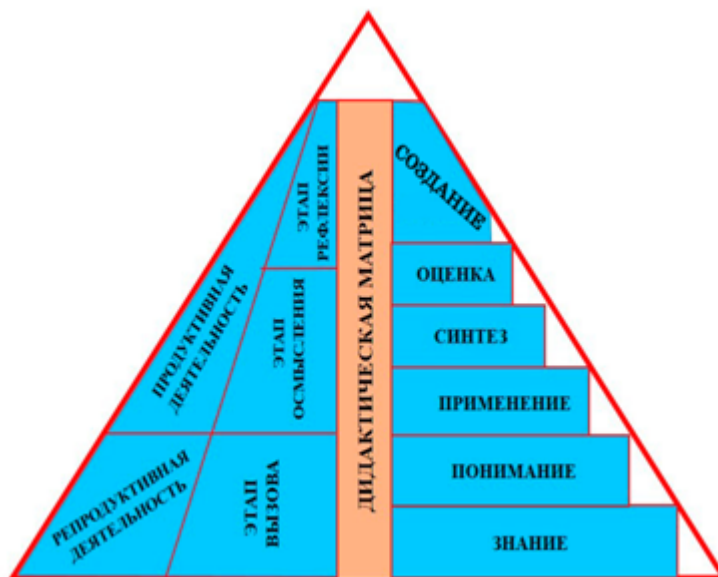 ПРОДУКТИВНАЯ
ДЕЯТЕЛЬНОСТЬ
РЕПРОДУКТИВНАЯ
ДЕЯТЕЛЬНОСТЬ
ЭТАП
РЕФЛЕКСИИ
ЭТАП
ОСМЫСЛЕНИЯ
ЭТАП
ВЫЗОВА
ДИДАКТИЧЕСКАЯ МАТРИЦА
СОЗДАНИЕ
ОЦЕНКА
СИНТЕЗ
ПРИМЕНЕНИЕ
ПОНИМАНИЕ
ЗНАНИЕ